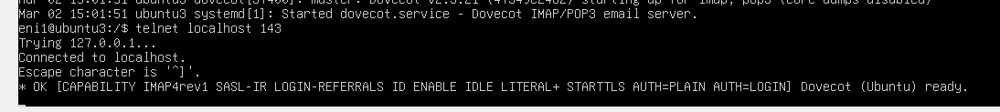 Mar 02 15:01:51 ubuntu3 dovecot[31400]: master: Dovecot v2.3.21 (47349e2482) starting up for imap, pop3 (core dumps disabled)
Mar 02 15:01:51 ubuntu3 systemd[1]: Started dovecot.service - Dovecot IMAP/POP3 email server.
eni1@ubuntu3:/$ telnet localhost 143
Trying 127.0.0.1...
Connected to localhost.
Escape character is '^]'.
* OK [CAPABILITY IMAP4rev1 SASL-IR LOGIN-REFERRALS ID ENABLE IDLE LITERAL+ STARTTLS AUTH=PLAIN AUTH=LOGIN] Dovecot (Ubuntu) ready.